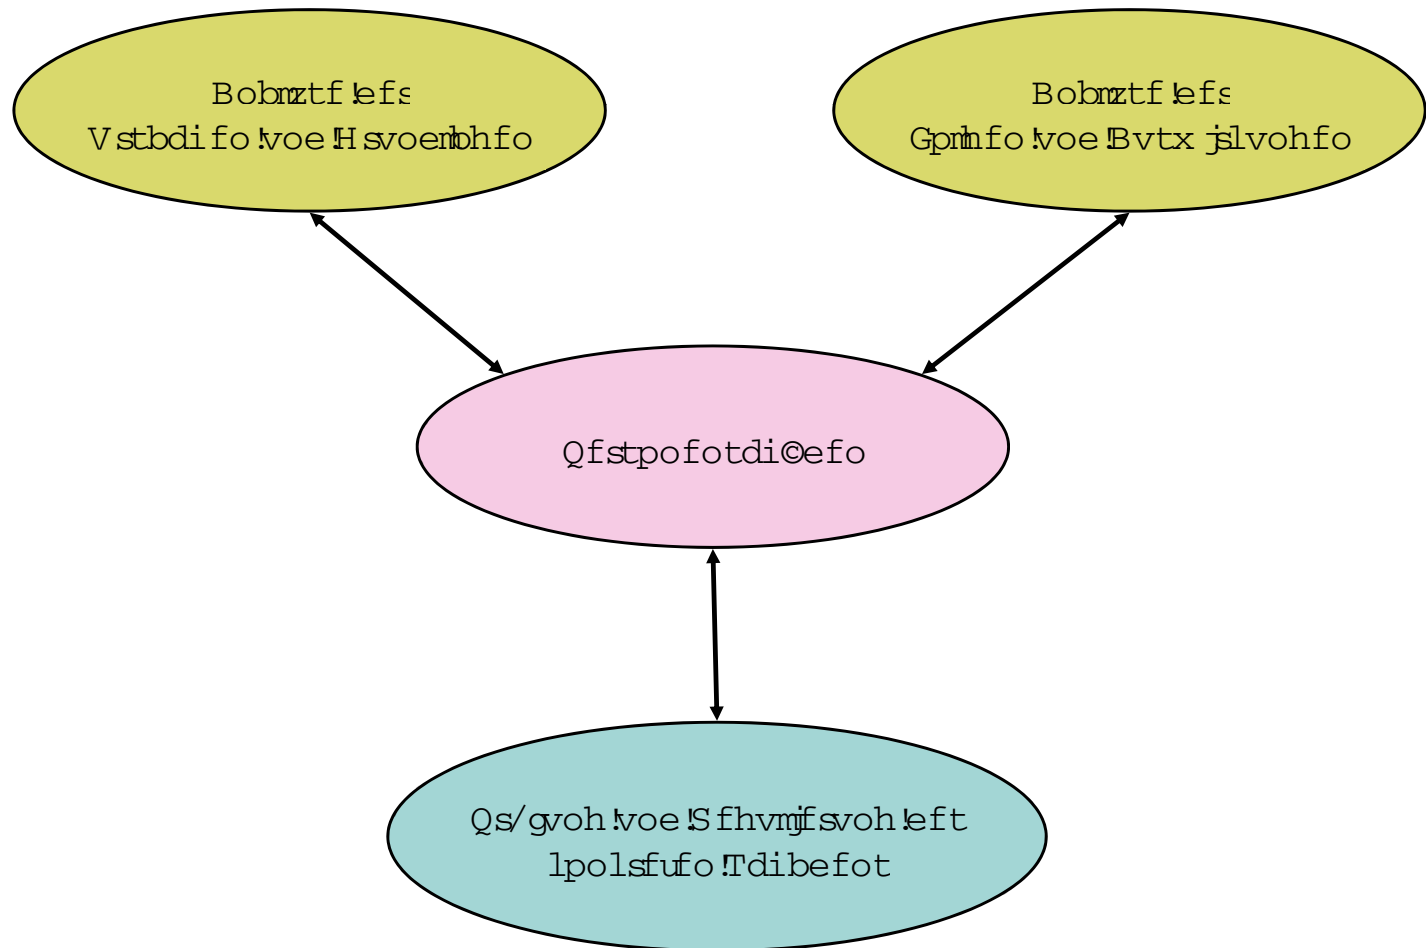 Bobmztf!efs
Vstbdifo!voe!Hsvoembhfo
Bobmztf!efs
Gpmhfo!voe!Bvtxjslvohfo
Qfstpofotdi©efo
Qs/gvoh!voe!Sfhvmjfsvoh!eft
lpolsfufo!Tdibefot